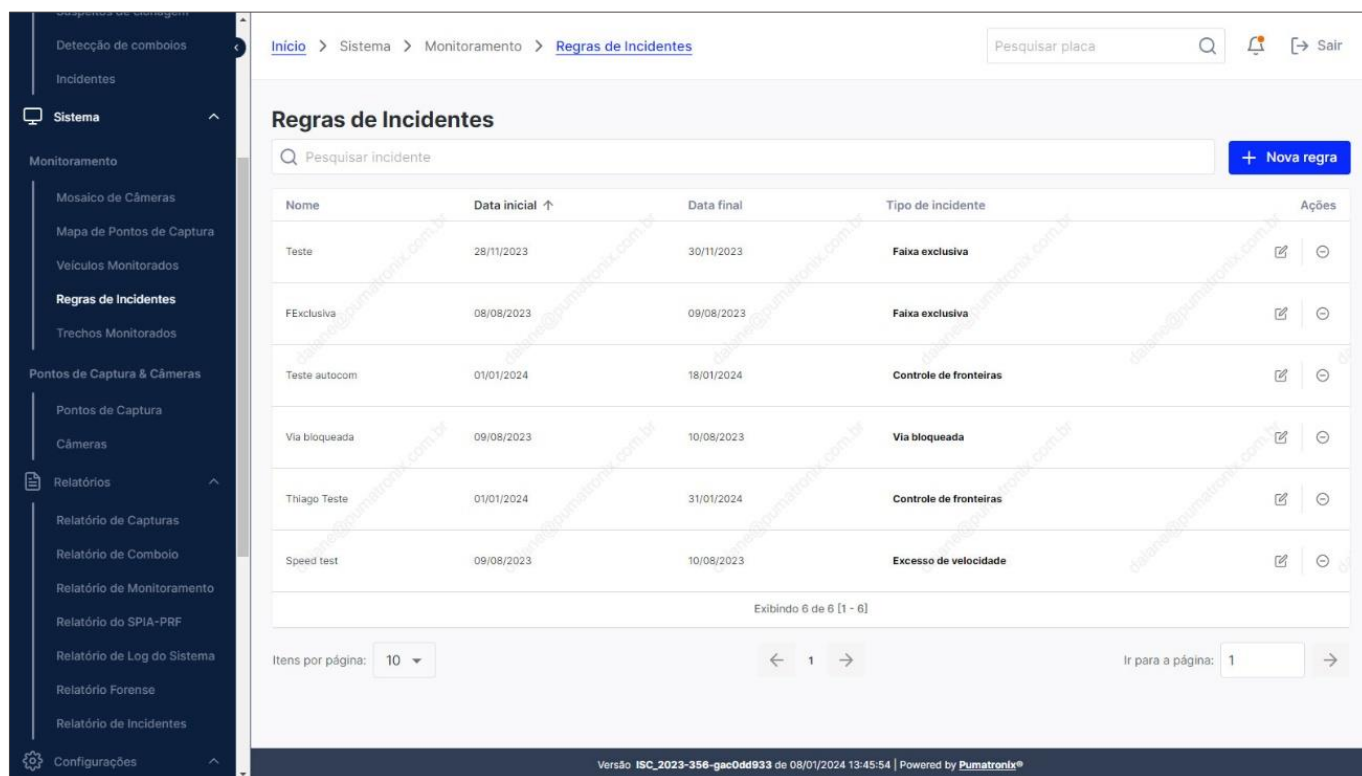 Suspeitos de clonagem
Detecção de comboios
Incidentes
Sistema
Monitoramento
Mosaico de Câmeras
Mapa de Pontos de Captura
Veículos Monitorados
Regras de Incidentes
Trechos Monitorados
Pontos de Captura & Câmeras
Pontos de Captura
Câmeras
Relatórios
Relatório de Capturas
Relatório de Comboio
Relatório de Monitoramento
Relatório do SPIA-PRF
Relatório de Log do Sistema
Relatório Forense
Relatório de Incidentes
Configurações
Início > Sistema > Monitoramento > Regras de Incidentes
Pesquisar placa
Sair
Regras de Incidentes
Pesquisar incidente
+ Nova regra
Nome Data inicial ↑ Data final Tipo de incidente Ações
Teste 28/11/2023 30/11/2023 Faixa exclusiva
FExclusiva 08/08/2023 09/08/2023 Faixa exclusiva
Teste autocom 01/01/2024 18/01/2024 Controle de fronteiras
Via bloqueada 09/08/2023 10/08/2023 Via bloqueada
Thiago Teste 01/01/2024 31/01/2024 Controle de fronteiras
Speed test 09/08/2023 10/08/2023 Excesso de velocidade
daiane@pumatronix.com.br
Exibindo 6 de 6 [1 - 6]
Itens por página: 10 ← 1 → Ir para a página: 1 →
Versão ISC_2023-356-gac0dd933 de 08/01/2024 13:45:54 | Powered by Pumatronix®